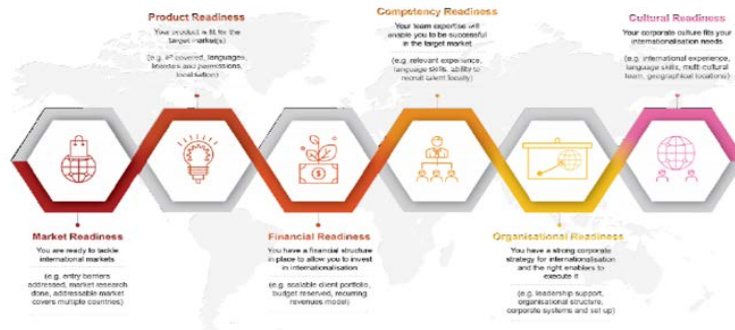 Product Readiness
Your product is fit for the
target market(s)
(e.g. IP covered, languages,
licenses and permissions,
localisation)
Competency Readiness
Your team expertise will
enable you to be successful
in the target market
(e.g. relevant experience,
language skills, ability to
recruit talent locally)
Cultural Readiness
Your corporate culture fits your
internationalisation needs
(e.g. international experience,
language skills, multi-cultural
team, geographical locations)
Market Readiness
You are ready to tackle
international markets
(e.g. entry barriers
addressed, market research
done, addressable market
covers multiple countries)
Financial Readiness
You have a financial structure
in place to allow you to invest
in internationalisation
(e.g. scalable client portfolio,
budget reserved, recurring
revenues model)
Organisational Readiness
You have a strong corporate
strategy for internationalisation
and the right enablers to
execute it
(e.g. leadership support,
organisational structure,
corporate systems and set up)